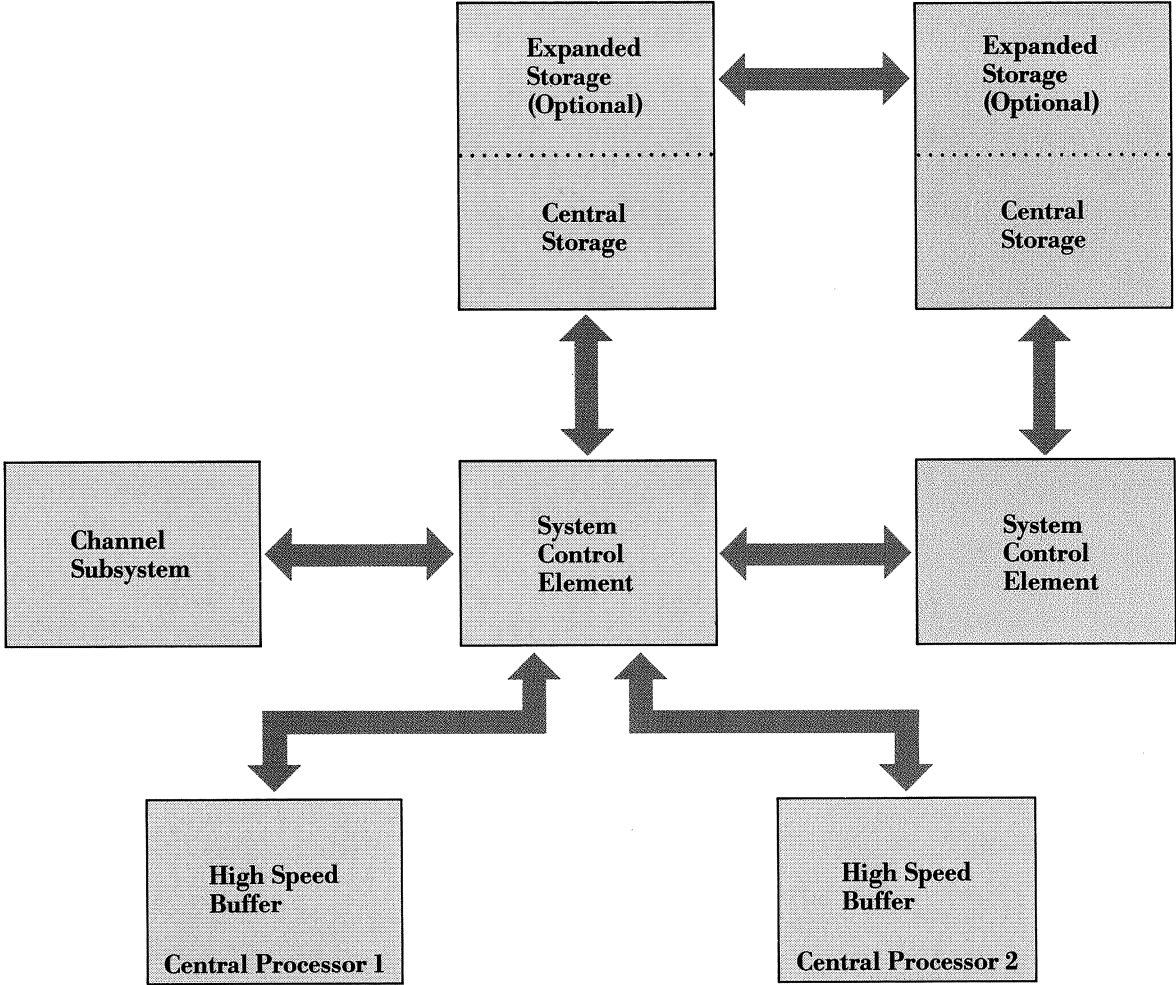 Expanded
Storage
(Optional)
Central
Storage
Expanded
Storage
(Optional)
Central
Storage
Channel
Subsystem
System
Control
Element
System
Control
Element
High Speed
Buffer
Central Processor 1
High Speed
Buffer
Central Processor 2